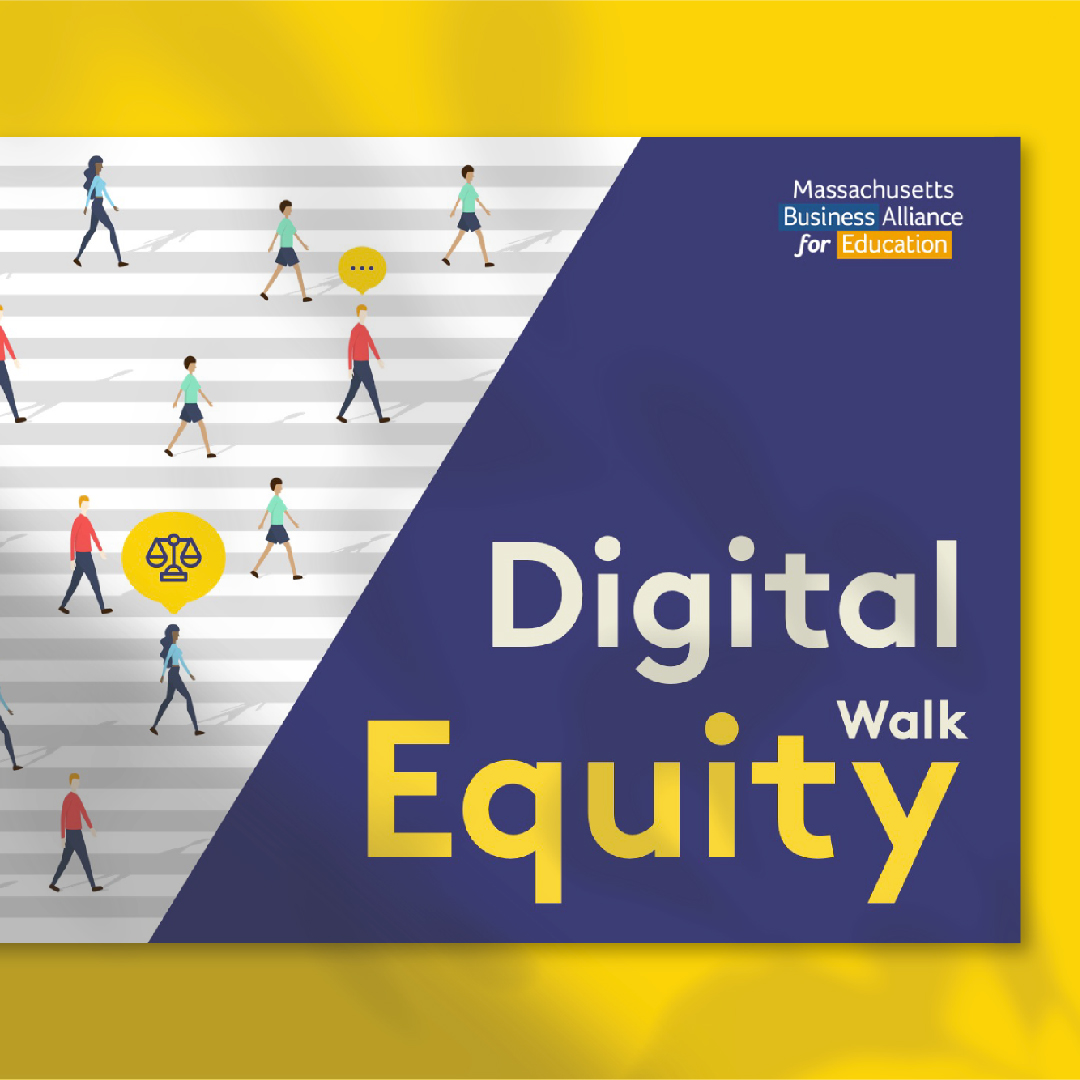 Massachusetts
Business Alliance
for Education
Digital
Walk
Equity